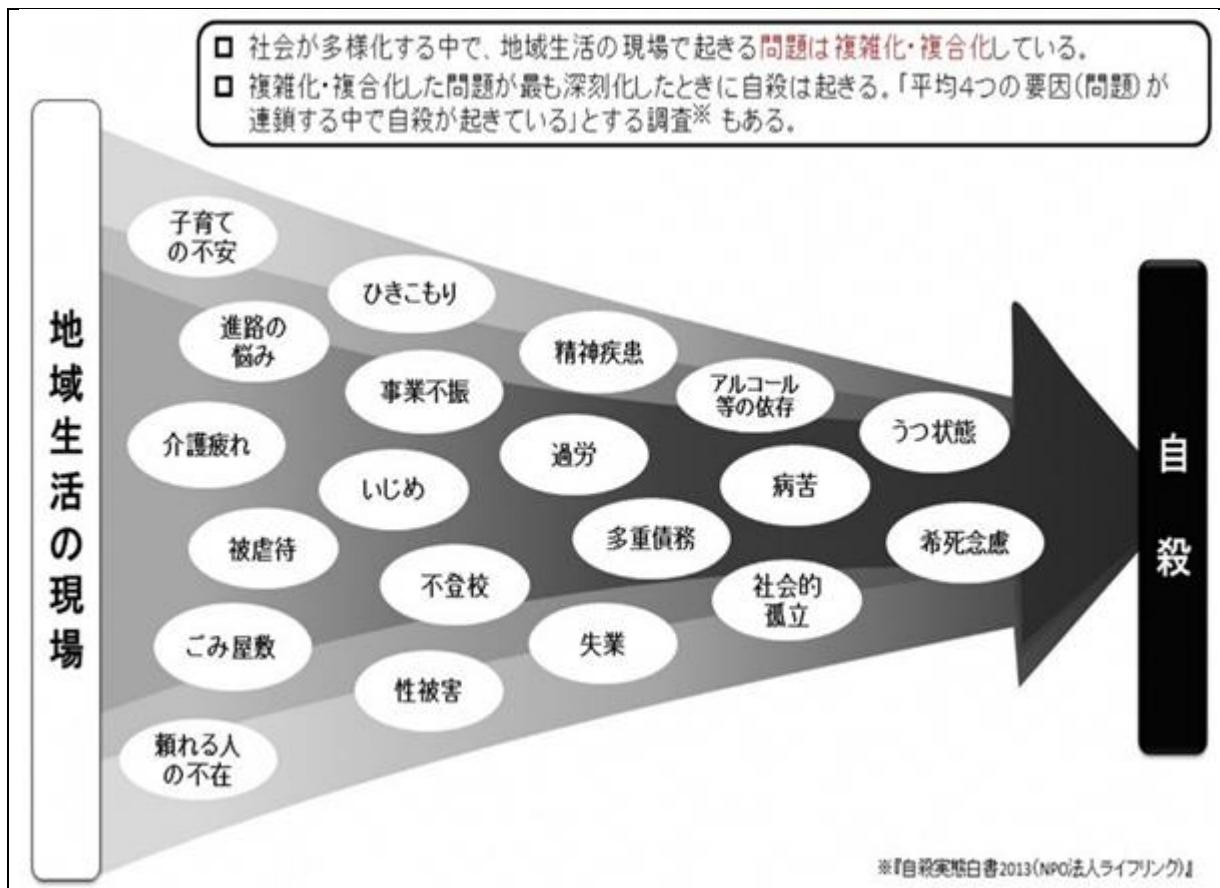 社会が多様化する中で、地域生活の現場で起きる問題は複雑化・複合化している。
複雑化・複合化した問題が最も深刻化したときに自殺は起きる。「平均4つの要因(問題)が
連鎖する中で自殺が起きている」とする調査※ もある。
地域生活の現場
子育て
の不安
進路の
悩み
介護疲れ
被虐待
ごみ屋敷
頼れる人
の不在
ひきこもり
事業不振
いじめ
不登校
性被害
精神疾患
過労
多重債務
失業
アルコール
等の依存
病苦
社会的
孤立
うつ状態
希死念慮
自殺
※『自殺実態白書2013(NPO法人ライフリンク)』